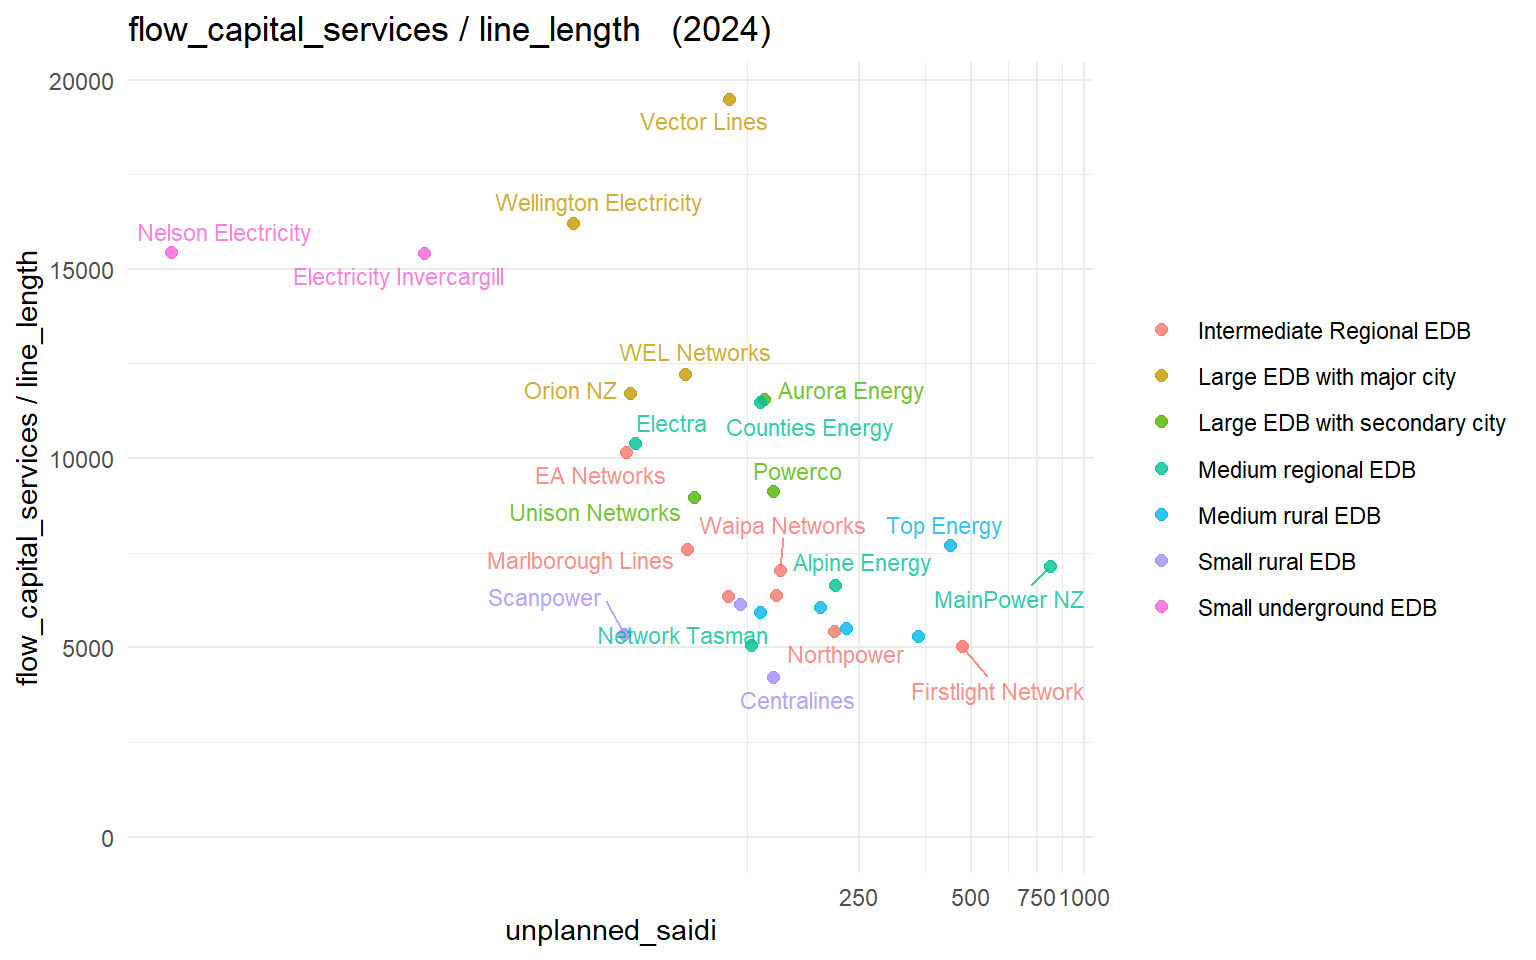 flow_capital_services / line_length (2024)
flow_capital_services / line_length
20000
15000
10000
5000
0
Vector Lines
Wellington Electricity
Nelson Electricity
Electricity Invercargill
WEL Networks
Orion NZ
Aurora Energy
Electra
Counties Energy
EA Networks
Powerco
Unison Networks
Waipa Networks
Top Energy
Marlborough Lines
Alpine Energy
Scanpower
MainPower NZ
Network Tasman
Northpower
Firstlight Network
Centralines
250
500
750
1000
unplanned_saidi
Intermediate Regional EDB
Large EDB with major city
Large EDB with secondary city
Medium regional EDB
Medium rural EDB
Small rural EDB
Small underground EDB